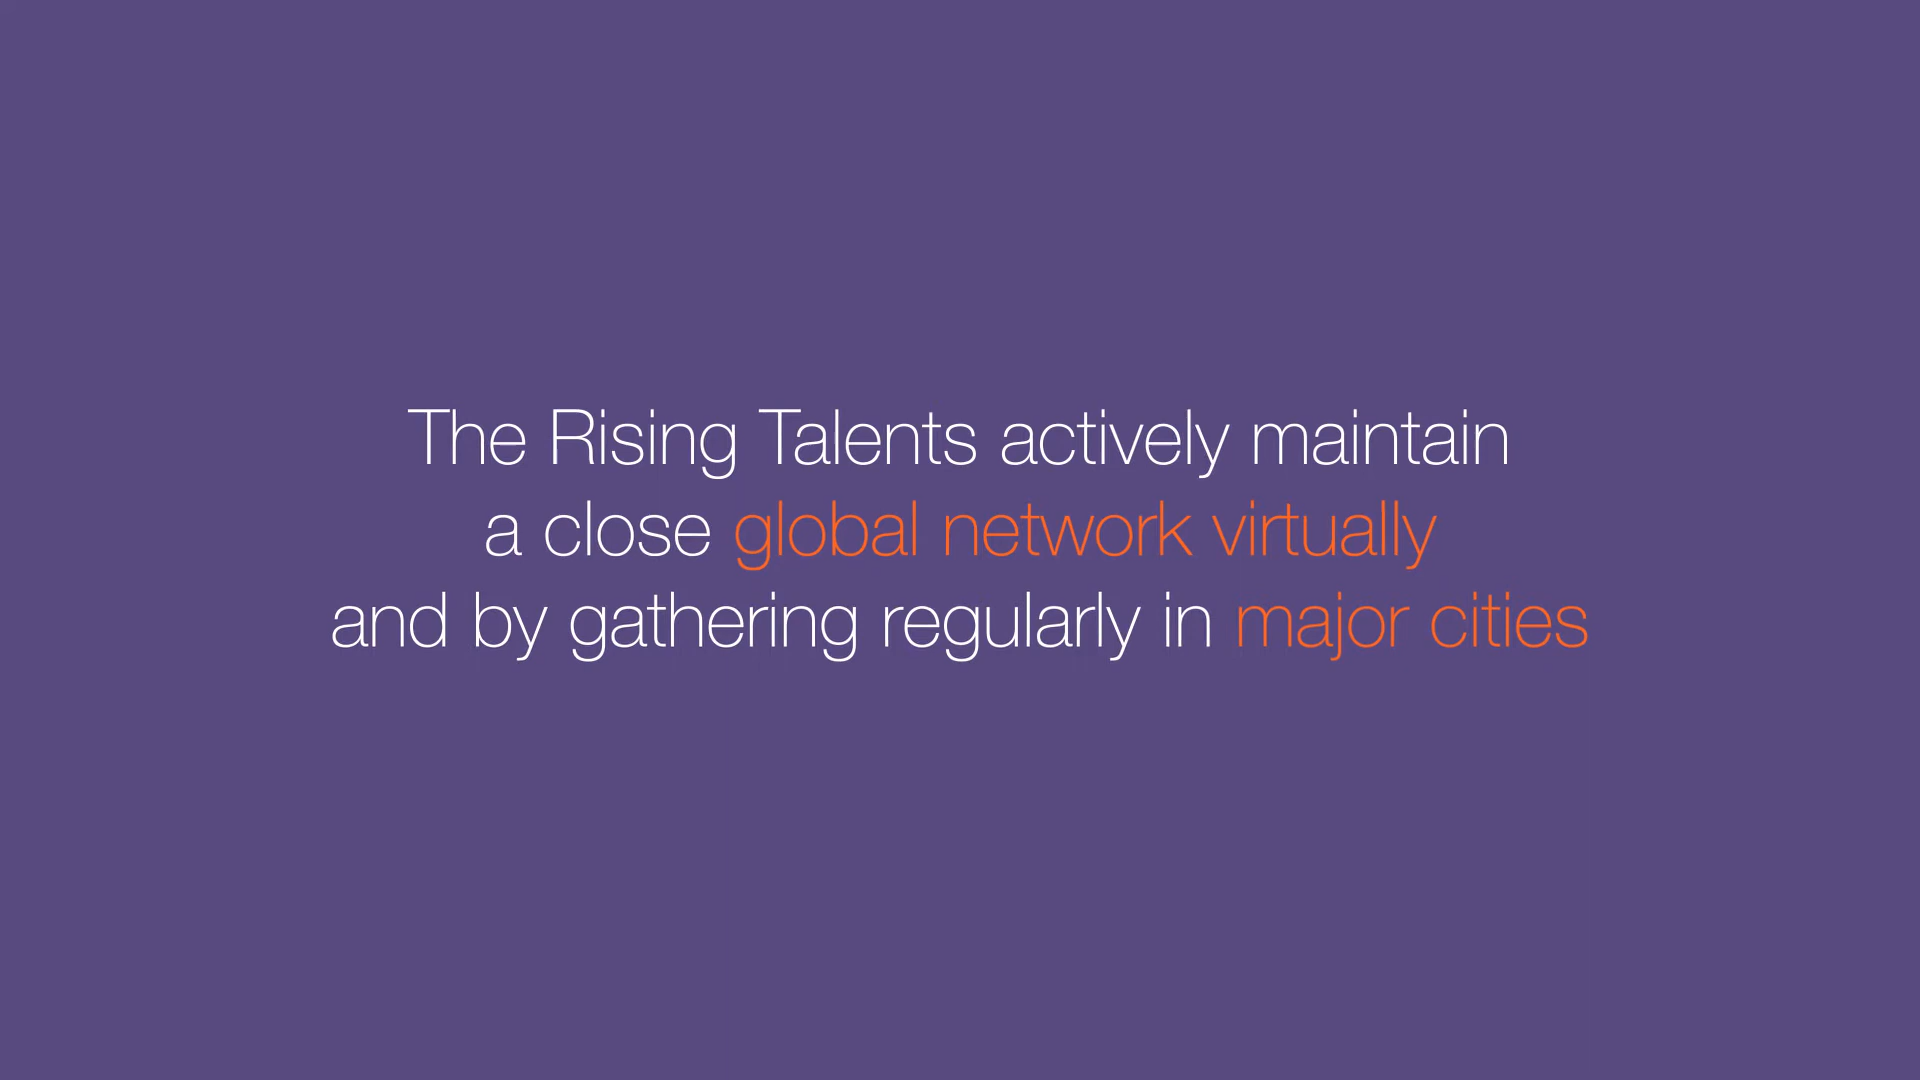 The Rising Talents actively maintain
a close global network virtually
and by gathering regularly in major cities